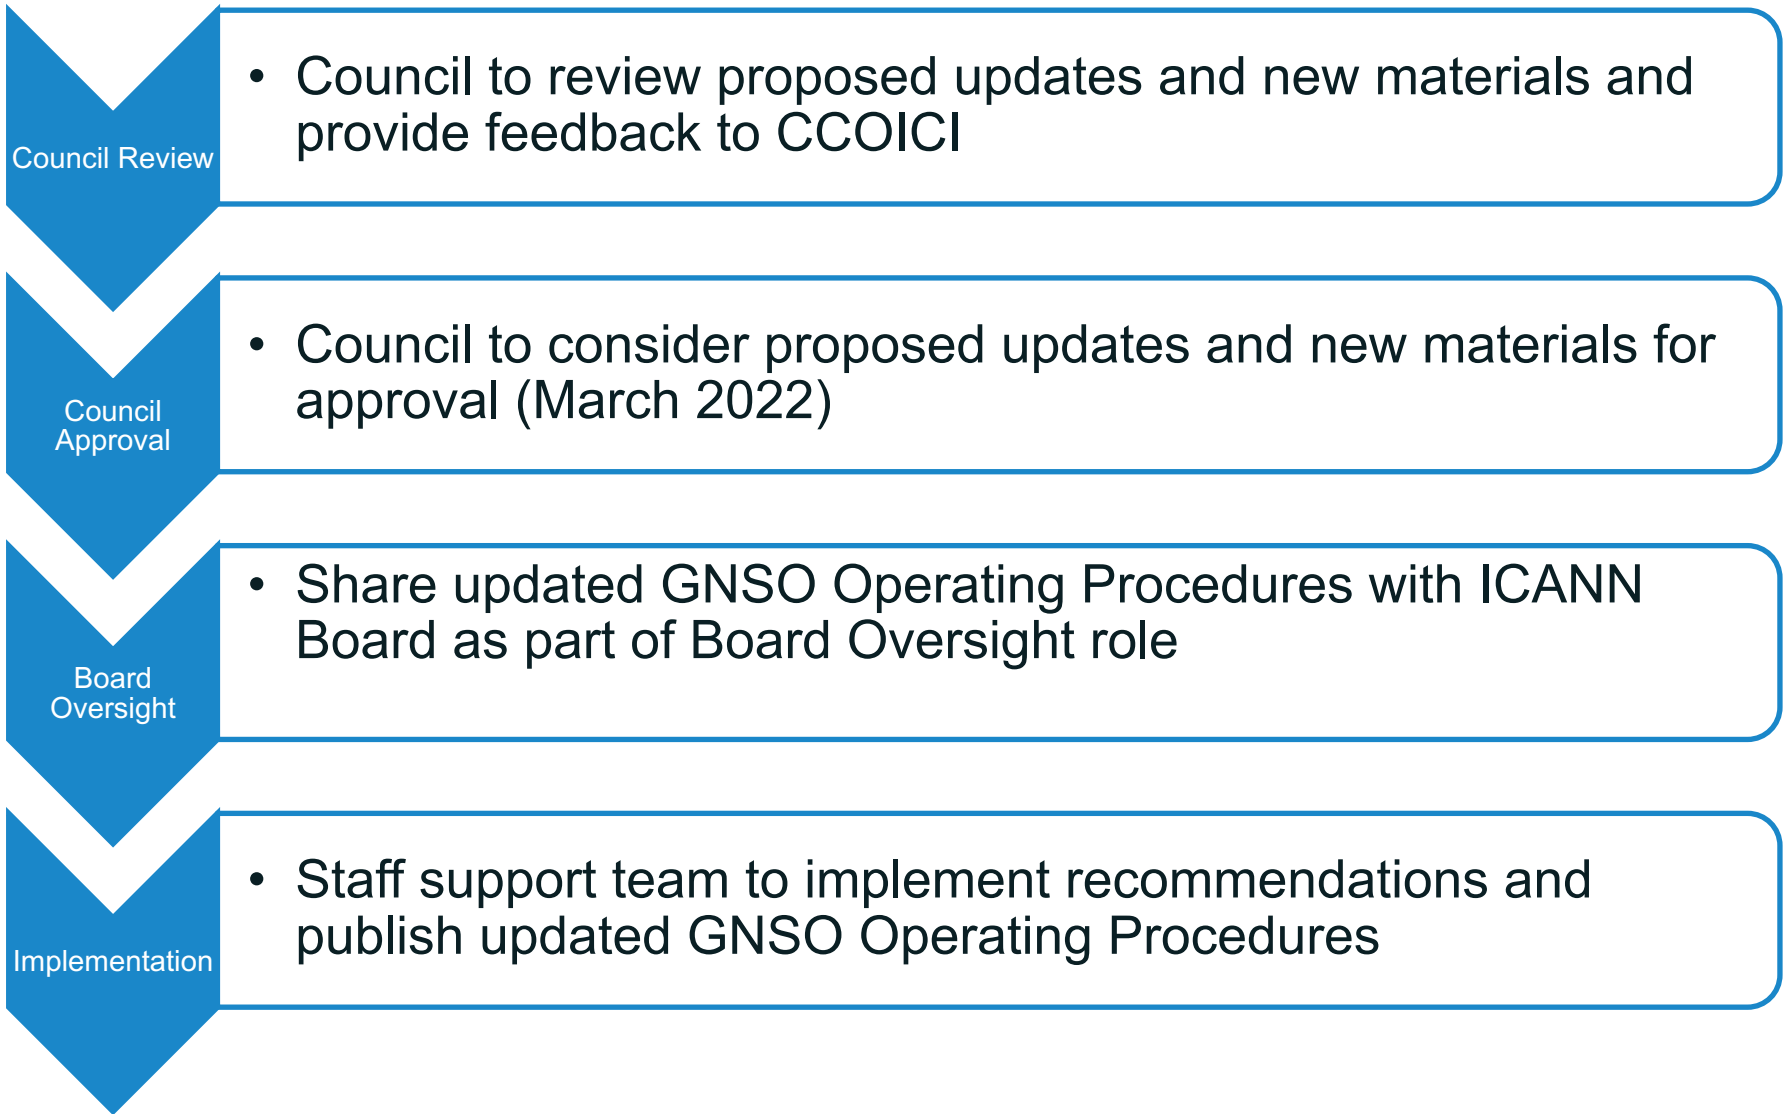 Council Review
• Council to review proposed updates and new materials and
provide feedback to CCOICI
Council
Approval
• Council to consider proposed updates and new materials for
approval (March 2022)
Board
Oversight
• Share updated GNSO Operating Procedures with ICANN
Board as part of Board Oversight role
Implementation
• Staff support team to implement recommendations and
publish updated GNSO Operating Procedures